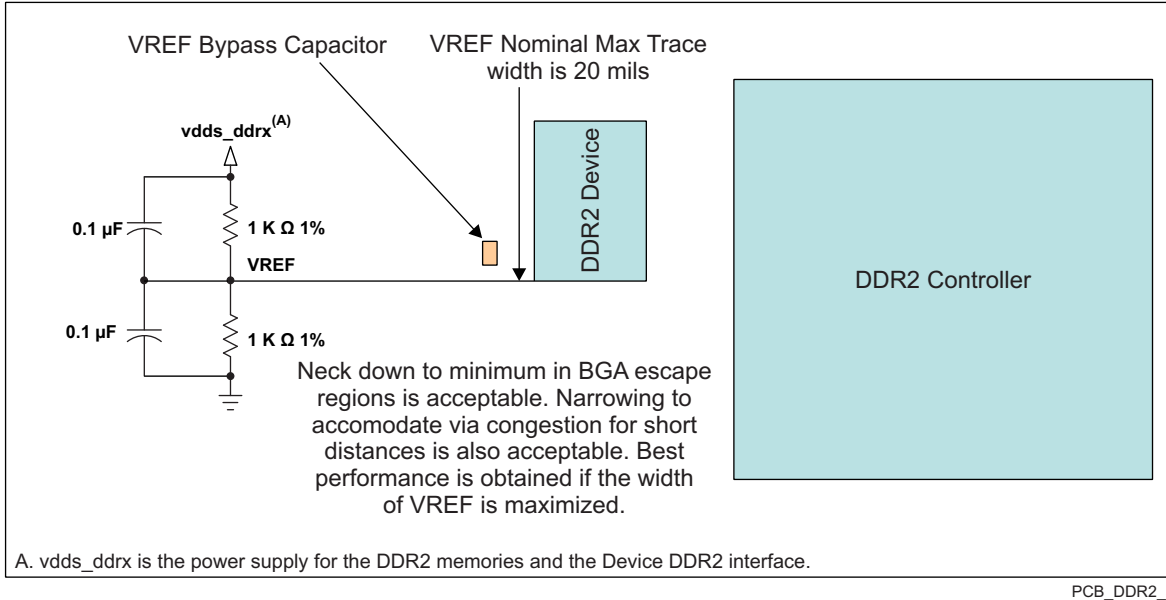 VREF Bypass Capacitor
VREF Nominal Max Trace
width is 20 mils
vdds_ddrx(A)
0.1 µF
1 K Ω 1%
VREF
0.1 µF
1 K Ω 1%
DDR2 Device
DDR2 Controller
Neck down to minimum in BGA escape
regions is acceptable. Narrowing to
accomodate via congestion for short
distances is also acceptable. Best
performance is obtained if the width
of VREF is maximized.
A. vdds_ddrx is the power supply for the DDR2 memories and the Device DDR2 interface.
PCB_DDR2_